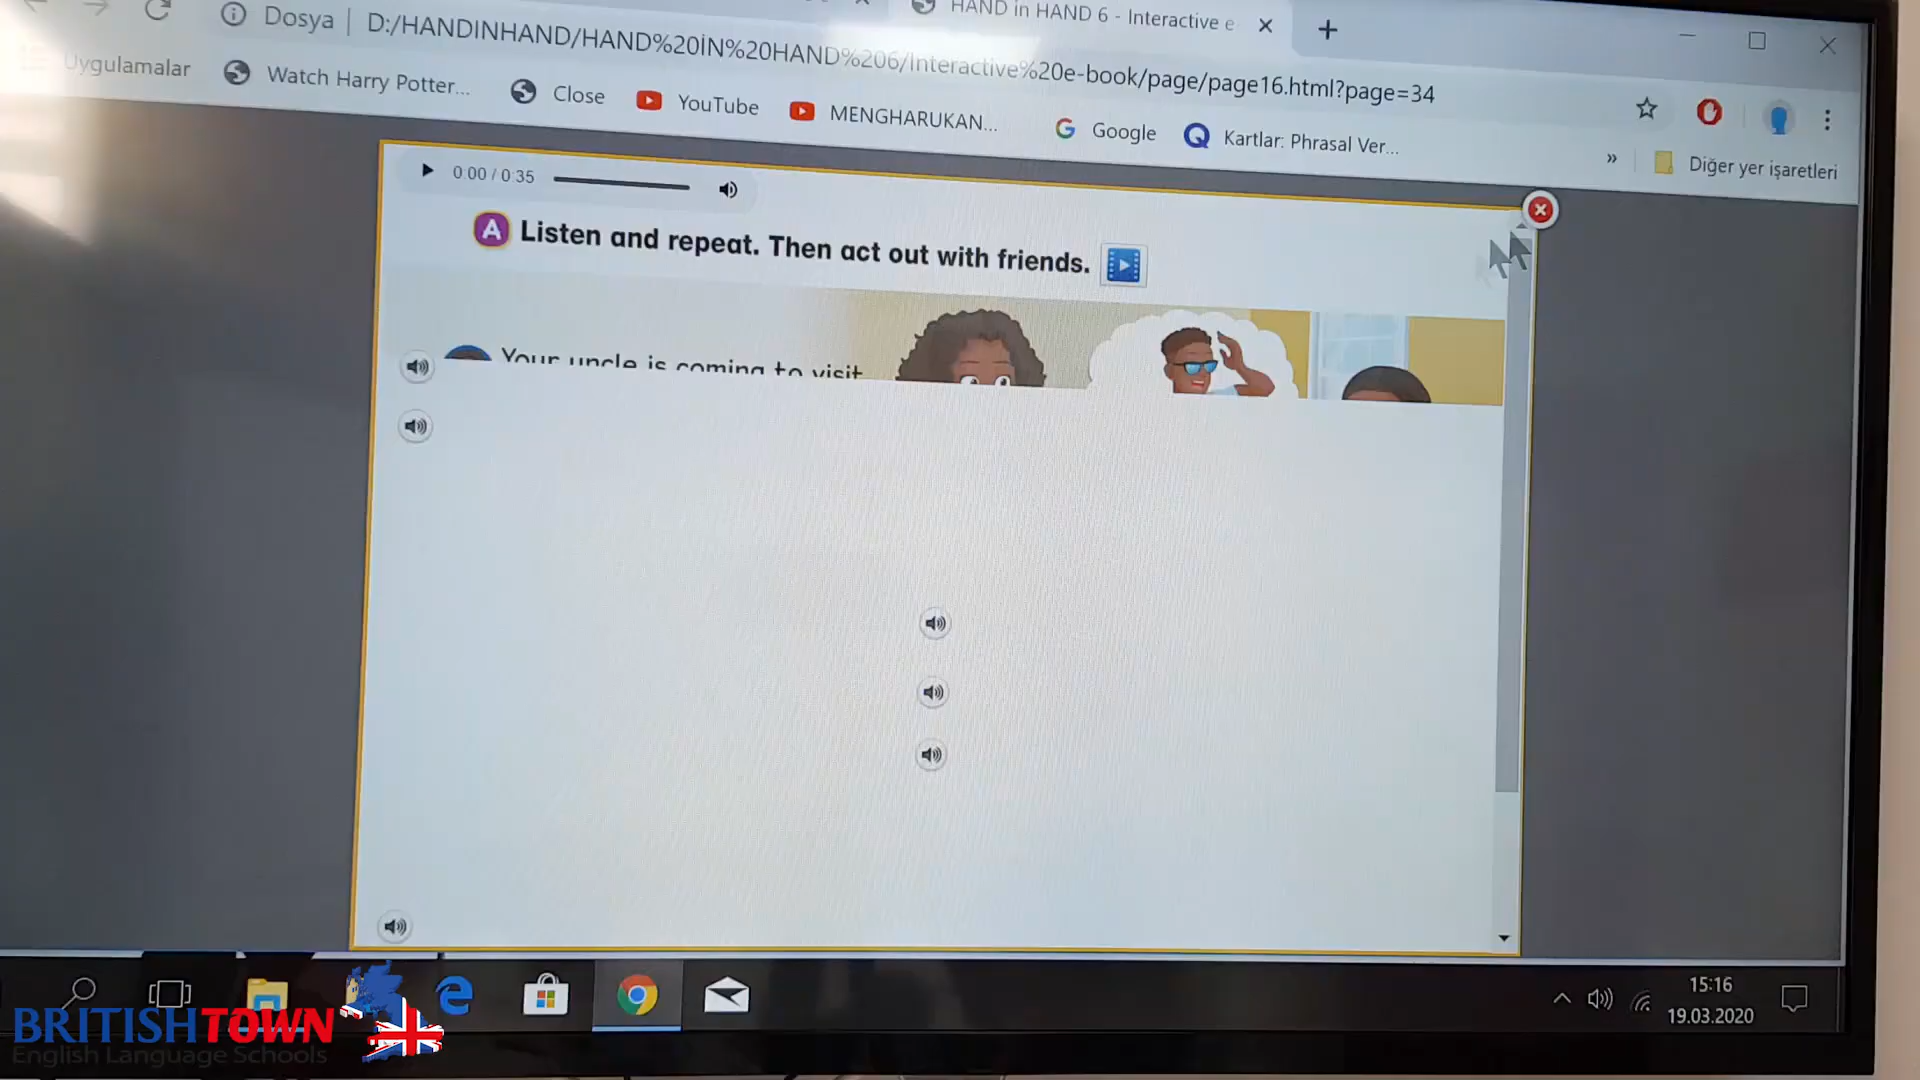 HAND in HAND 6 - Interactive e
Dosya | D:/HANDINHAND/HAND%20İN%20HAND%206/Interactive%20e-book/page/page16.html?page=34
Uygulamalar
Watch Harry Potter...
Close
YouTube
MENGHARUKAN...
Google
Kartlar: Phrasal Ver...
»
Diğer yer işaretleri
0:00 / 0:35
A Listen and repeat. Then act out with friends.
Your uncle is coming to visit
15:16
19.03.2020
BRITISHTOWN
English Language Schools